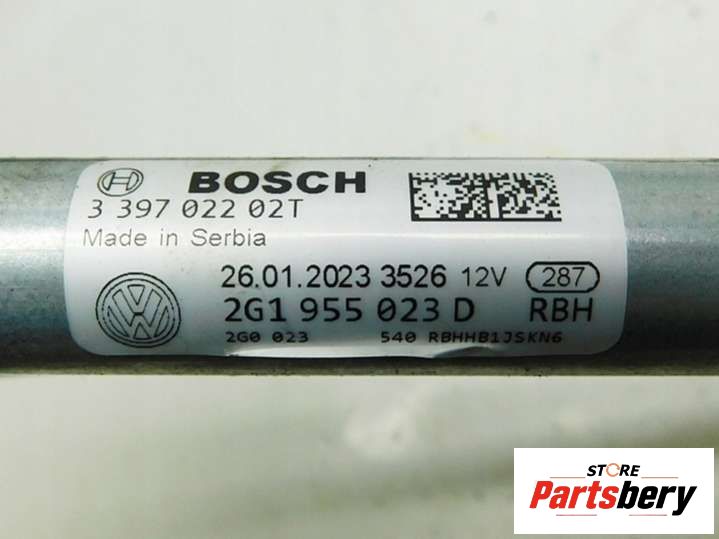 BOSCH
3 397 022 02T
Made in Serbia
26.01.2023 3526 12V 287
2G1 955 023 D RBH
2G0 023 540 RBHHB1JSKN6
STORE
Partsbery